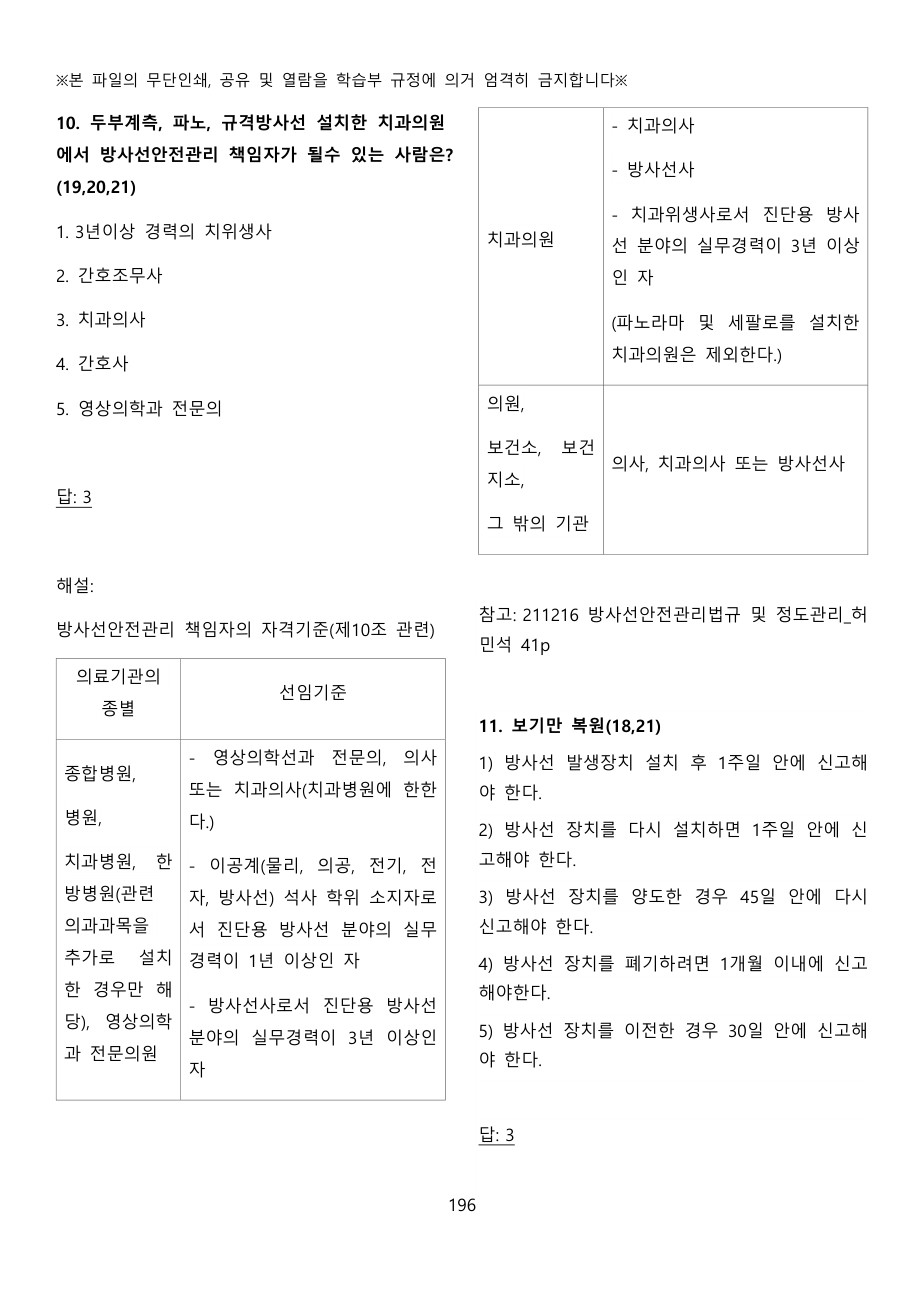 ※본 파일의 무단인쇄, 공유 및 열람을 학습부 규정에 의거 엄격히 금지합니다※
10. 두부계측, 파노, 규격방사선 설치한 치과의원
에서 방사선안전관리 책임자가 될수 있는 사람은?
(19,20,21)
1. 3년이상 경력의 치위생사
2. 간호조무사
3. 치과의사
4. 간호사
5. 영상의학과 전문의
답: 3
해설:
방사선안전관리 책임자의 자격기준(제10조 관련)
의료기관의
종별
선임기준
종합병원,
병원,
치과병원, 한
방병원(관련
의과과목을
추가로 설치
한 경우만 해
당), 영상의학
과 전문의원
- 영상의학선과 전문의, 의사
또는 치과의사(치과병원에 한한
다.)
- 이공계(물리, 의공, 전기, 전
자, 방사선) 석사 학위 소지자로
서 진단용 방사선 분야의 실무
경력이 1년 이상인 자
- 방사선사로서 진단용 방사선
분야의 실무경력이 3년 이상인
자
치과의원
- 치과의사
- 방사선사
- 치과위생사로서 진단용 방사
선 분야의 실무경력이 3년 이상
인 자
(파노라마 및 세팔로를 설치한
치과의원은 제외한다.)
의원,
보건소, 보건
지소,
그 밖의 기관
의사, 치과의사 또는 방사선사
참고: 211216 방사선안전관리법규 및 정도관리_허
민석 41p
11. 보기만 복원(18,21)
1) 방사선 발생장치 설치 후 1주일 안에 신고해
야 한다.
2) 방사선 장치를 다시 설치하면 1주일 안에 신
고해야 한다.
3) 방사선 장치를 양도한 경우 45일 안에 다시
신고해야 한다.
4) 방사선 장치를 폐기하려면 1개월 이내에 신고
해야한다.
5) 방사선 장치를 이전한 경우 30일 안에 신고해
야 한다.
답: 3
196